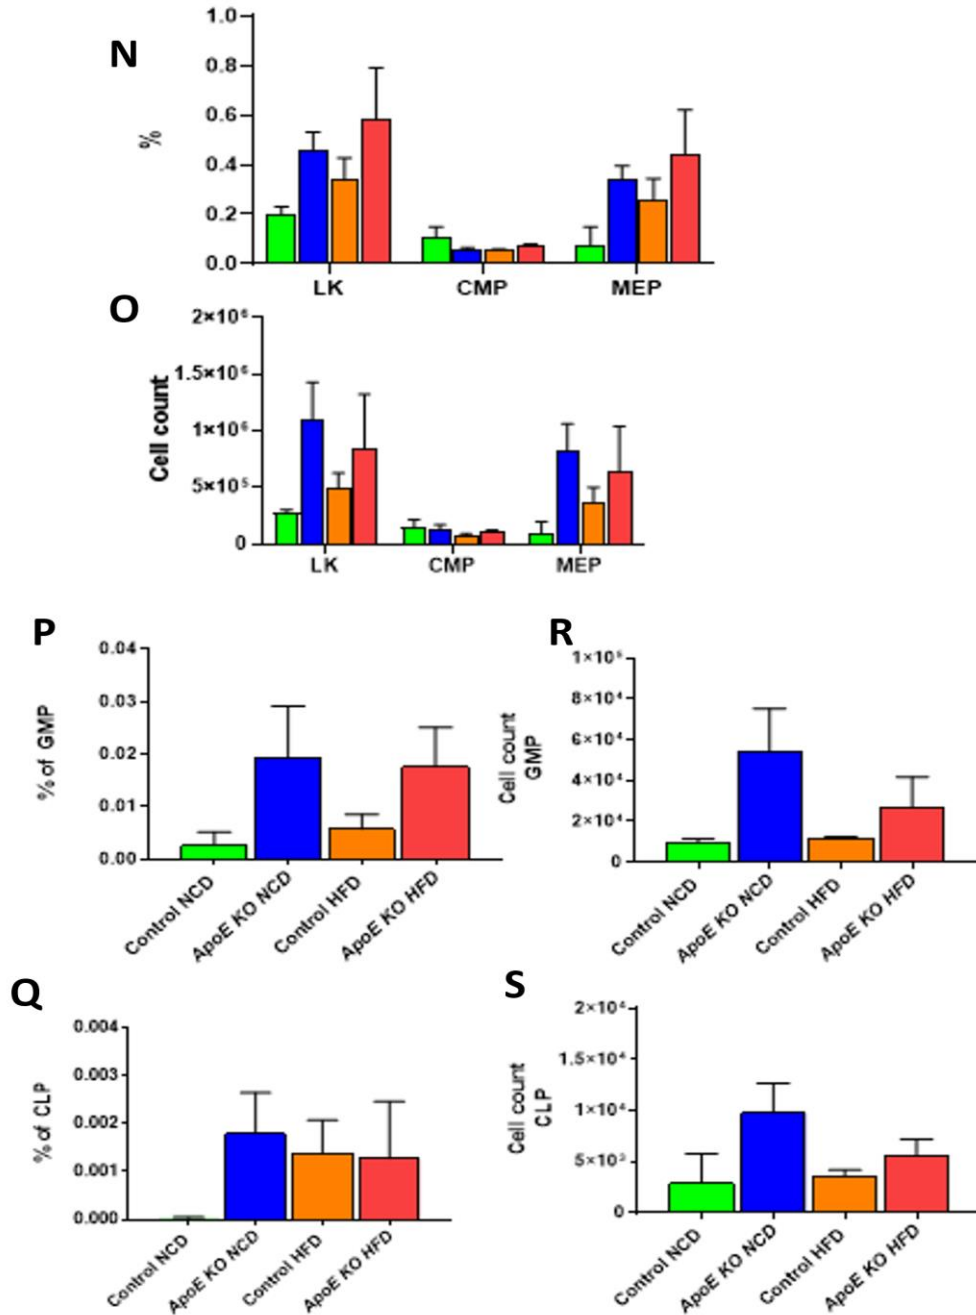 N
1.0
0.8
0.6
0.4
0.2
0.0
%
LK CMP MEP
O
2×10⁶
1.5×10⁶
1×10⁶
5×10⁵
0
Cell count
LK CMP MEP
P
0.04
0.03
0.02
0.01
0.00
% of GMP
Control NCD
ApoE KO NCD
Control HFD
ApoE KO HFD
R
1×10⁵
8×10⁴
6×10⁴
4×10⁴
2×10⁴
0
Cell count
GMP
Control NCD
ApoE KO NCD
Control HFD
ApoE KO HFD
Q
0.004
0.003
0.002
0.001
0.000
% of CLP
Control NCD
ApoE KO NCD
Control HFD
ApoE KO HFD
S
2×10⁴
1.5×10⁴
1×10⁴
5×10³
0
Cell count
CLP
Control NCD
ApoE KO NCD
Control HFD
ApoE KO HFD